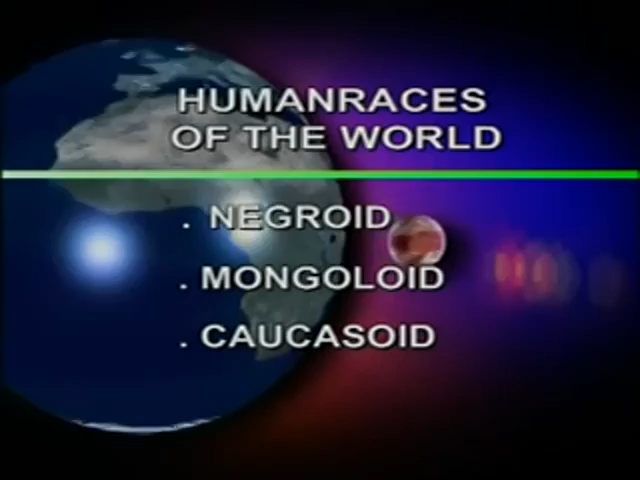 HUMANRACES
OF THE WORLD
. NEGROID
. MONGOLOID
. CAUCASOID